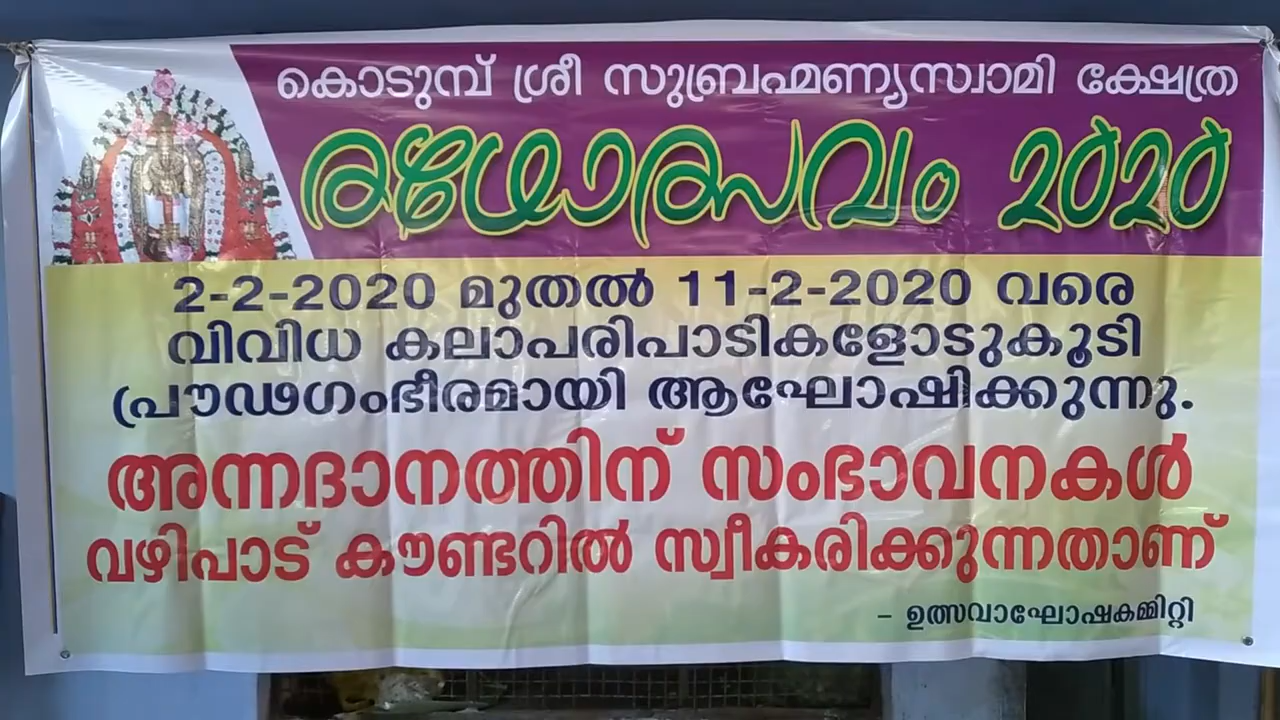 കൊടുമ്പ് ശ്രീ സുബ്രഹ്മണ്യസ്വാമി ക്ഷേത്ര
രഥോത്സവം 2020
2-2-2020 മുതൽ 11-2-2020 വരെ
വിവിധ കലാപരിപാടികളോടുകൂടി
പ്രൗഢഗംഭീരമായി ആഘോഷിക്കുന്നു.
അന്നദാനത്തിന് സംഭാവനകൾ
വഴിപാട് കൗണ്ടറിൽ സ്വീകരിക്കുന്നതാണ്
- ഉത്സവാഘോഷകമ്മിറ്റി